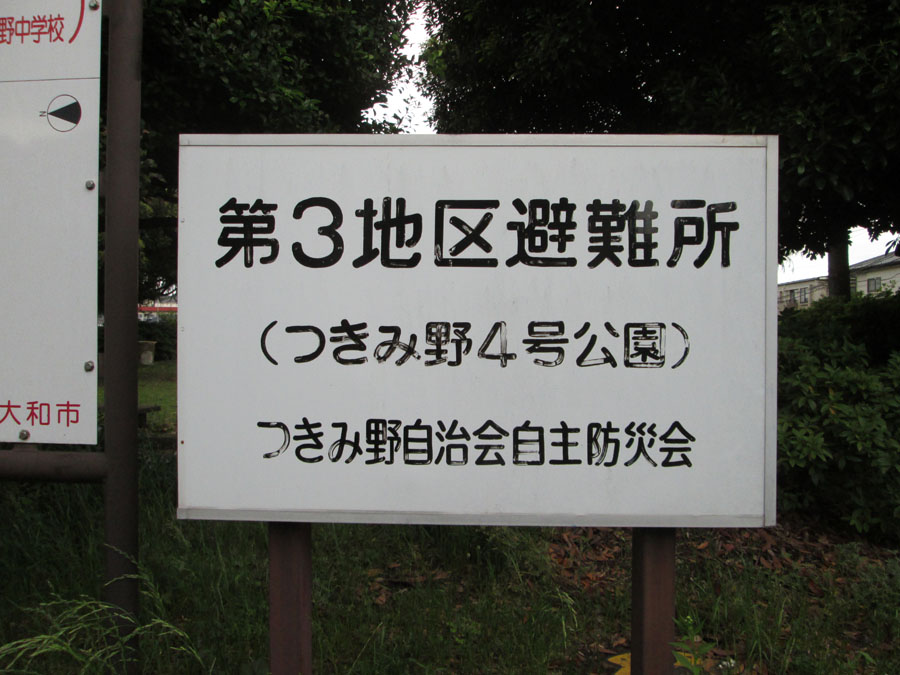 野中学校
N
大和市
第3地区避難所
(つきみ野4号公園)
つきみ野自治会自主防災会